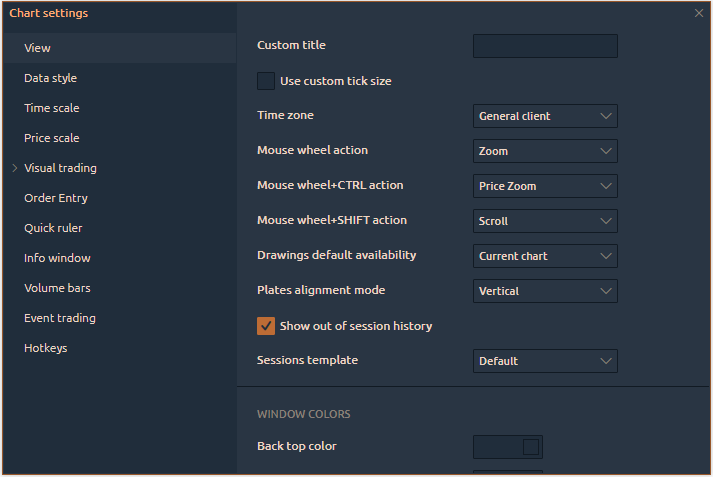 Chart settings
View
Data style
Time scale
Price scale
Visual trading
Order Entry
Quick ruler
Info window
Volume bars
Event trading
Hotkeys
Custom title
Use custom tick size
Time zone General client
Mouse wheel action Zoom
Mouse wheel+CTRL action Price Zoom
Mouse wheel+SHIFT action Scroll
Drawings default availability Current chart
Plates alignment mode Vertical
Show out of session history
Sessions template Default
WINDOW COLORS
Back top color